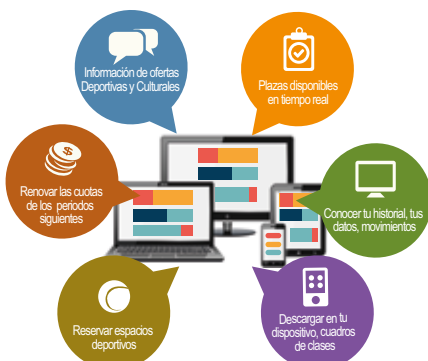 Información de ofertas
Deportivas y Culturales
Plazas disponibles
en tiempo real
Renovar las cuotas
de los periodos
siguientes
Conocer tu historial, tus
datos, movimientos
Reservar espacios
deportivos
Descargar en tu
dispositivo, cuadros
de clases